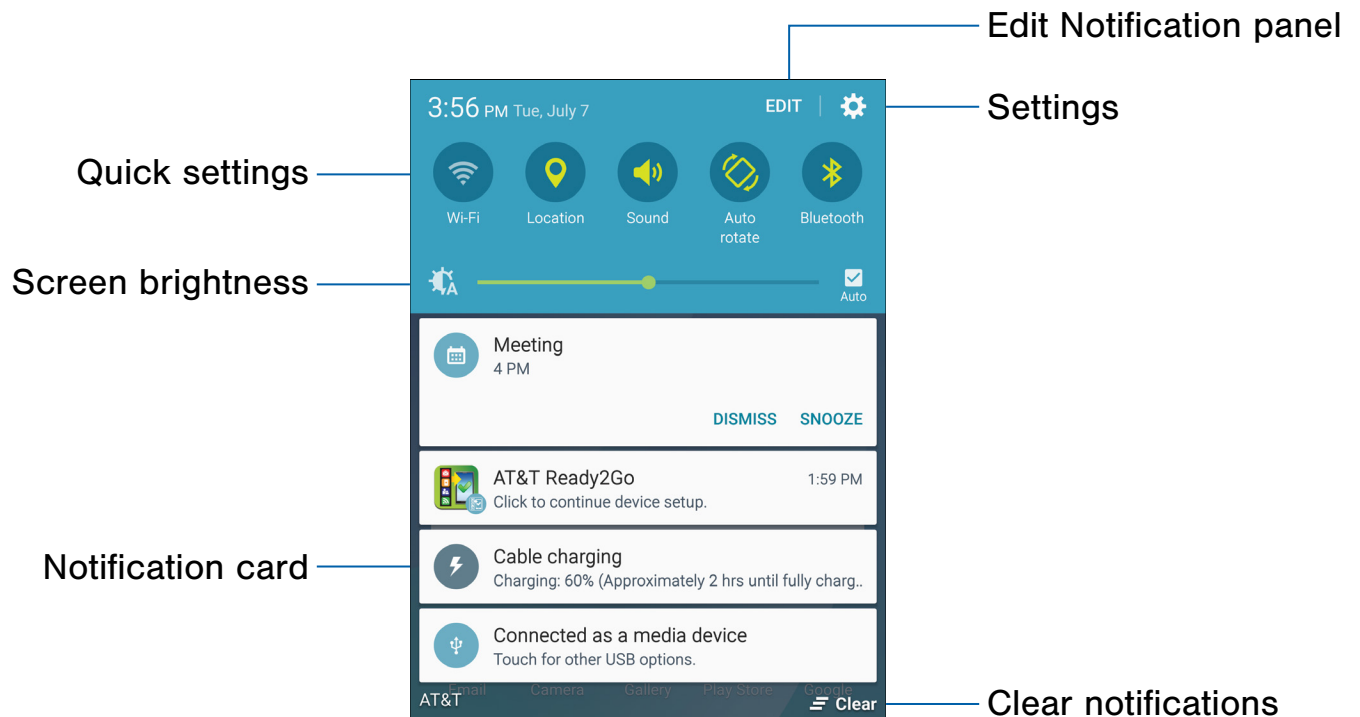 Edit Notification panel
3:56 PM Tue, July 7
EDIT
Settings
Quick settings
Wi-Fi
Location
Sound
Auto
rotate
Bluetooth
Screen brightness
A
Auto
Meeting
4 PM
DISMISS SNOOZE
AT&T Ready2Go
1:59 PM
Click to continue device setup.
Notification card
Cable charging
Charging: 60% (Approximately 2 hrs until fully charg..
Connected as a media device
Touch for other USB options.
Email Camera Gallery Play Store Google
AT&T
Clear
Clear notifications